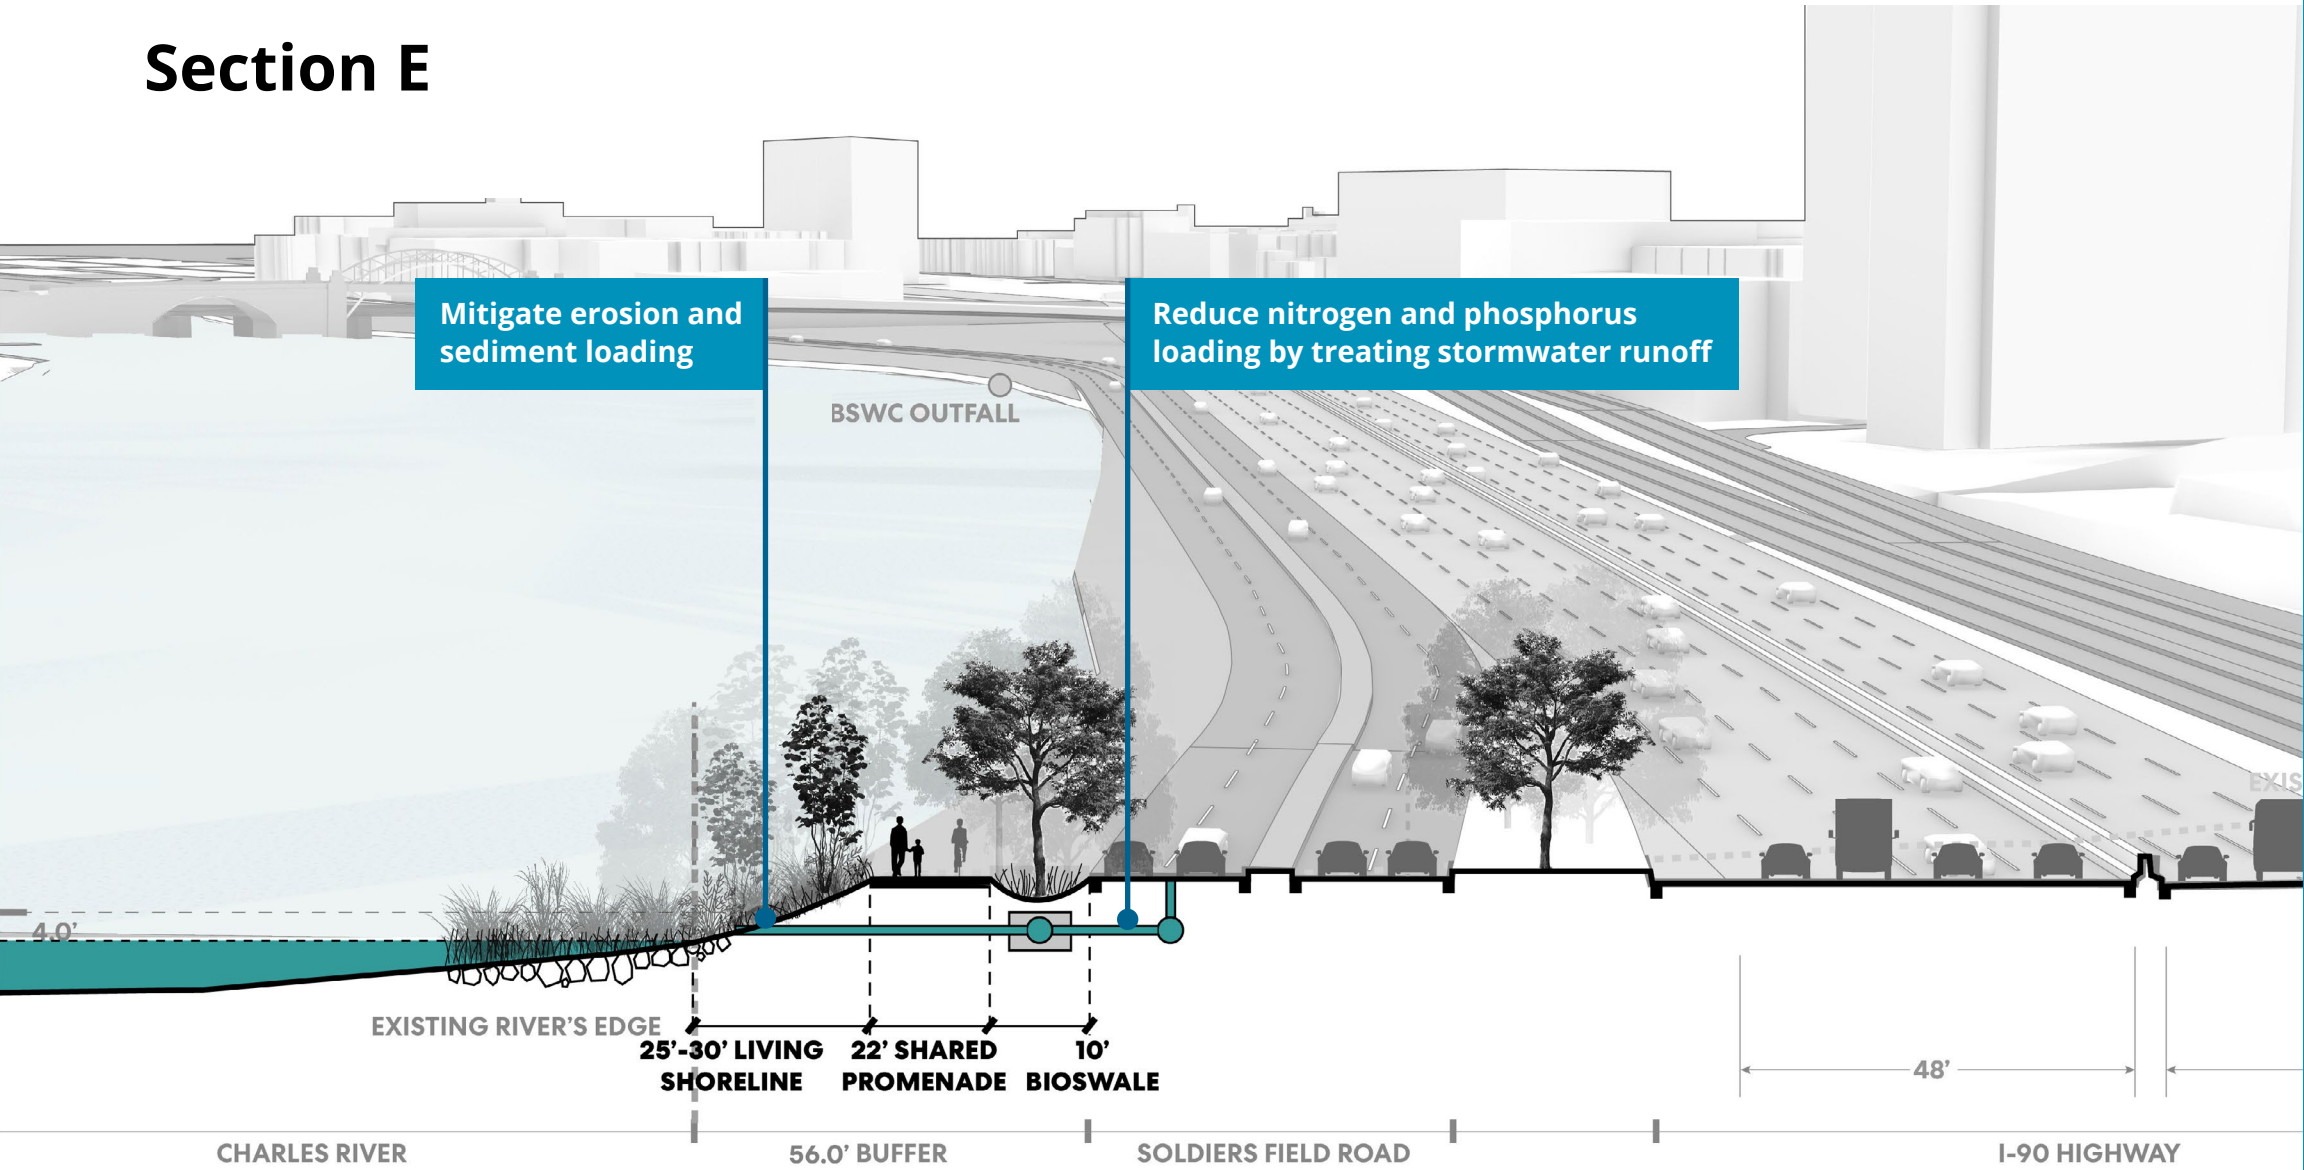 Section E
Mitigate erosion and
sediment loading
Reduce nitrogen and phosphorus
loading by treating stormwater runoff
BSWC OUTFALL
EXIS
4.0’
EXISTING RIVER’S EDGE
25’-30’ LIVING
SHORELINE
22’ SHARED
PROMENADE
10’
BIOSWALE
48’
CHARLES RIVER
56.0’ BUFFER
SOLDIERS FIELD ROAD
I-90 HIGHWAY